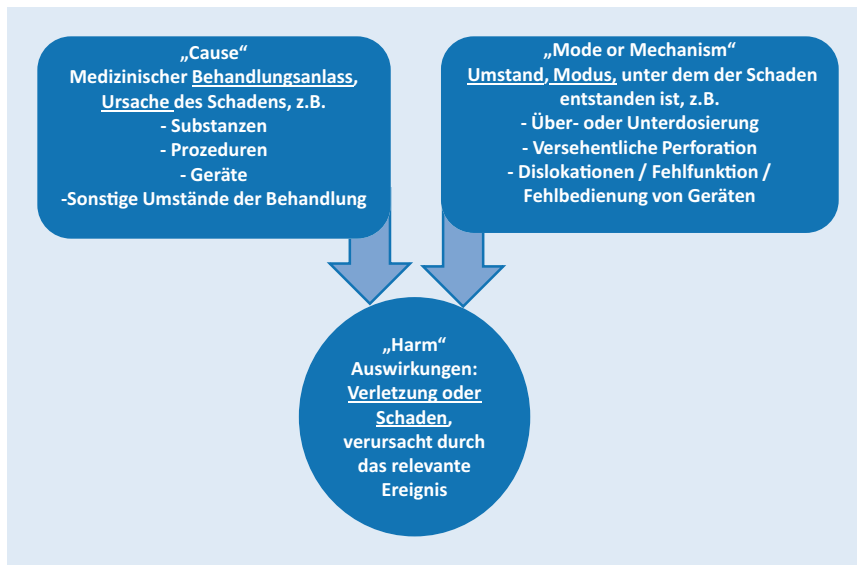 „Cause“
Medizinischer Behandlungsanlass,
Ursache des Schadens, z.B.
- Substanzen
- Prozeduren
- Geräte
-Sonstige Umstände der Behandlung
„Mode or Mechanism“
Umstand, Modus, unter dem der Schaden
entstanden ist, z.B.
- Über- oder Unterdosierung
- Versehentliche Perforation
- Dislokationen / Fehlfunktion /
Fehlbedienung von Geräten
„Harm“
Auswirkungen:
Verletzung oder
Schaden,
verursacht durch
das relevante
Ereignis